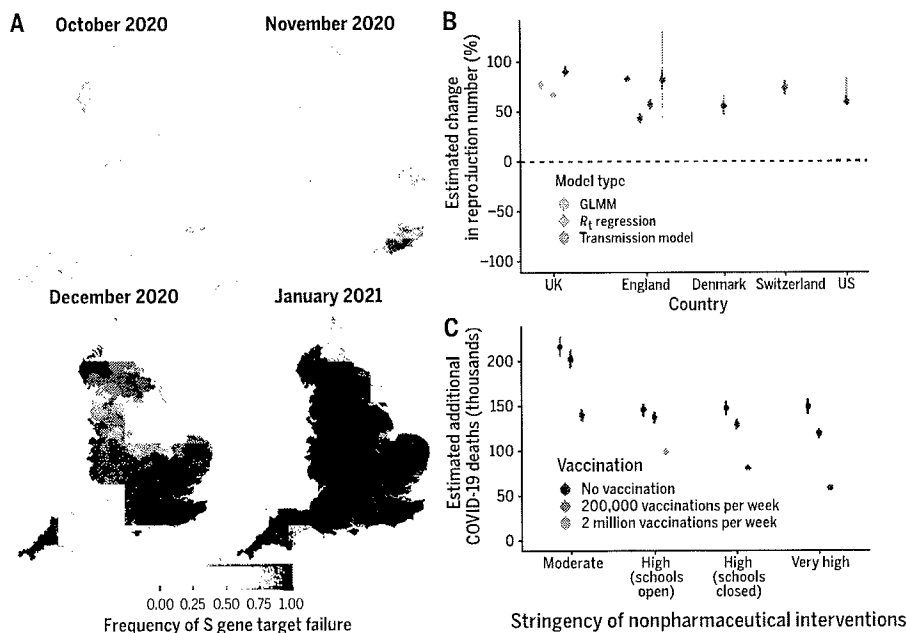 A
October 2020
November 2020
December 2020
January 2021
0.00 0.25 0.50 0.75 1.00
Frequency of S gene target failure
B
Estimated change
in reproduction number (%)
100
50
0
−50
−100
Model type
GLMM
Rt regression
Transmission model
UK England Denmark Switzerland US
Country
C
Estimated additional
COVID-19 deaths (thousands)
200
150
100
50
0
Vaccination
No vaccination
200,000 vaccinations per week
2 million vaccinations per week
Moderate High (schools open) High (schools closed) Very high
Stringency of nonpharmaceutical interventions